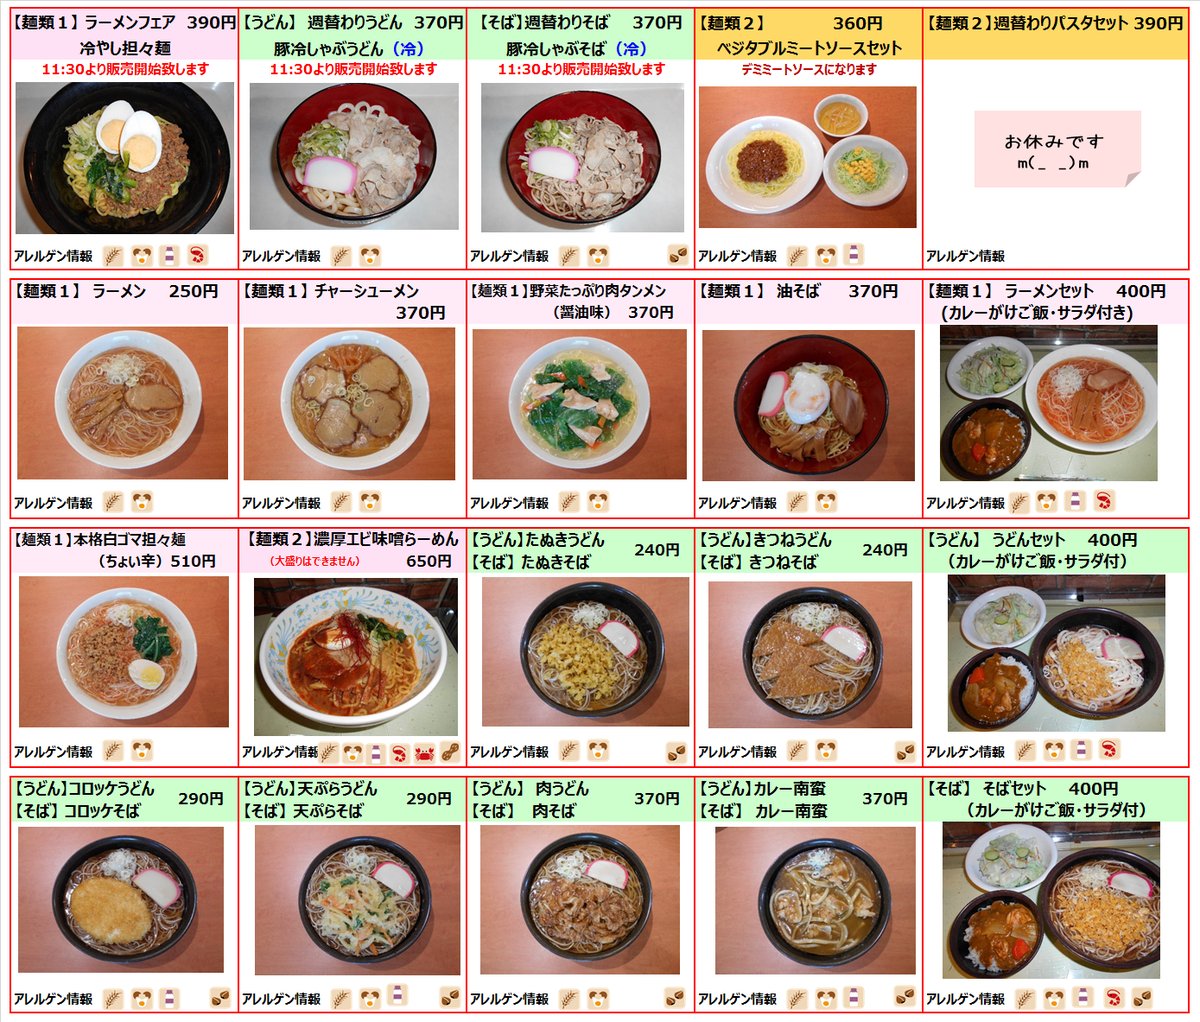 【麺類１】 ラーメンフェア 390円
冷やし担々麺
11:30より販売開始致します
アレルゲン情報
【うどん】 週替わりうどん 370円
豚冷しゃぶうどん（冷）
11:30より販売開始致します
アレルゲン情報
【そば】週替わりそば 370円
豚冷しゃぶそば（冷）
11:30より販売開始致します
【麺類２】 360円
ベジタブルミートソースセット
デミミートソースになります
アレルゲン情報
【麺類２】週替わりパスタセット 390円
お休みです
m(_ _)m
アレルゲン情報
【麺類１】 ラーメン 250円
アレルゲン情報
【麺類１】 チャーシューメン
370円
アレルゲン情報
【麺類１】野菜たっぷり肉タンメン
（醤油味） 370円
アレルゲン情報
【麺類１】 油そば 370円
アレルゲン情報
【麺類１】 ラーメンセット 400円
(カレーがけご飯・サラダ付き)
アレルゲン情報
【麺類１】本格白ゴマ担々麺
（ちょい辛）510円
アレルゲン情報
【麺類２】濃厚エビ味噌らーめん
（大盛りはできません） 650円
アレルゲン情報
【うどん】たぬきうどん
【そば】 たぬきそば
240円
アレルゲン情報
【うどん】きつねうどん
【そば】 きつねそば
240円
アレルゲン情報
【うどん】 うどんセット 400円
（カレーがけご飯・サラダ付）
アレルゲン情報
【うどん】コロッケうどん
【そば】 コロッケそば
290円
アレルゲン情報
【うどん】天ぷらうどん
【そば】 天ぷらそば
290円
アレルゲン情報
【うどん】 肉うどん
【そば】 肉そば
370円
アレルゲン情報
【うどん】カレー南蛮
【そば】 カレー南蛮
370円
アレルゲン情報
【そば】 そばセット 400円
（カレーがけご飯・サラダ付）
アレルゲン情報